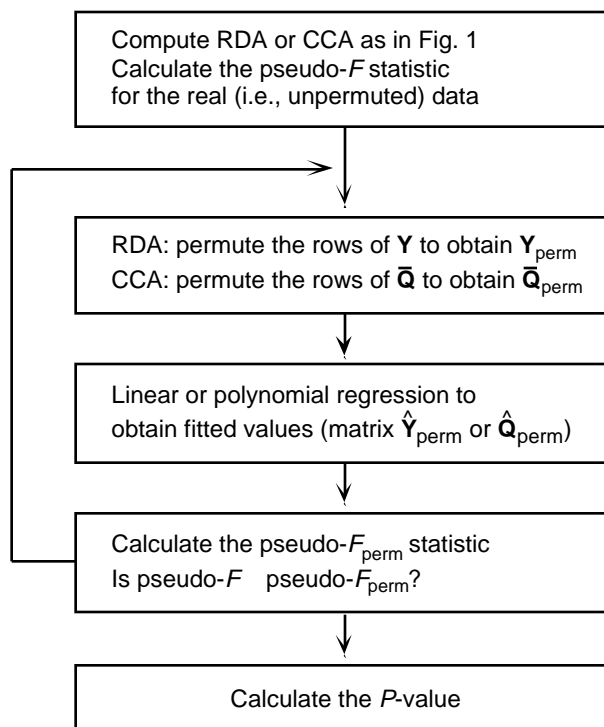 Compute RDA or CCA as in Fig. 1
Calculate the pseudo-F statistic
for the real (i.e., unpermuted) data
RDA: permute the rows of Y to obtain Yperm
CCA: permute the rows of Q̅ to obtain Q̅perm
Linear or polynomial regression to
obtain fitted values (matrix Ŷperm or Q̂perm)
Calculate the pseudo-Fperm statistic
Is pseudo-F pseudo-Fperm?
Calculate the P-value